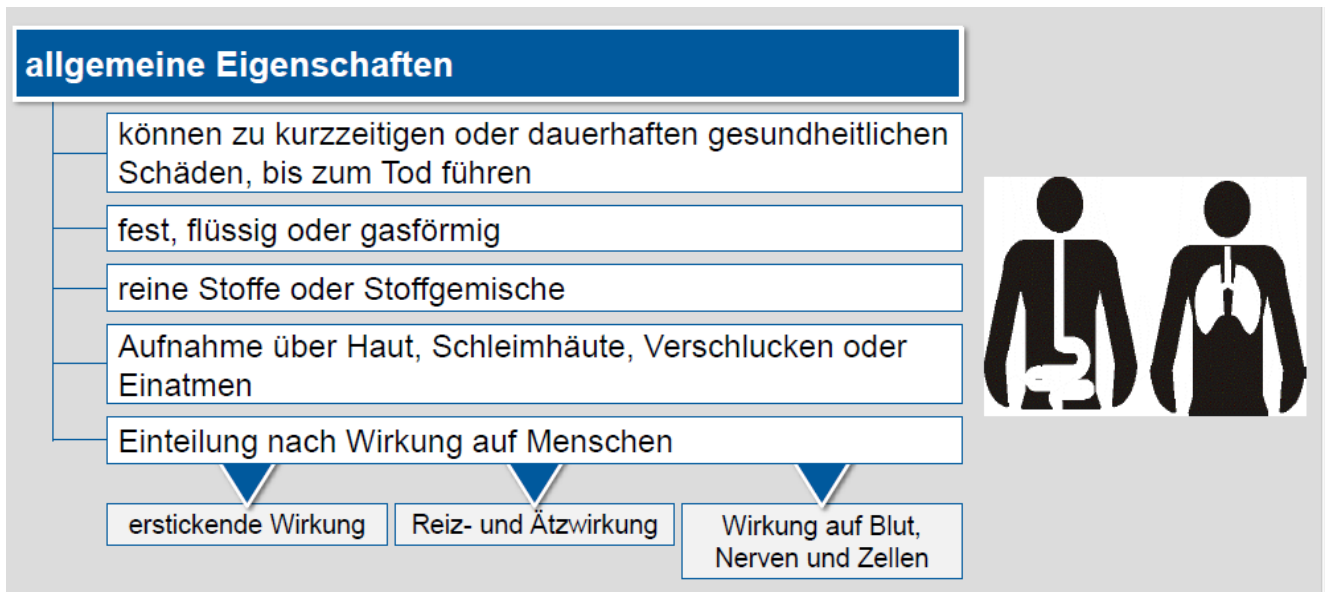 allgemeine Eigenschaften
können zu kurzzeitigen oder dauerhaften gesundheitlichen
Schäden, bis zum Tod führen
fest, flüssig oder gasförmig
reine Stoffe oder Stoffgemische
Aufnahme über Haut, Schleimhäute, Verschlucken oder
Einatmen
Einteilung nach Wirkung auf Menschen
erstickende Wirkung
Reiz- und Ätzwirkung
Wirkung auf Blut,
Nerven und Zellen